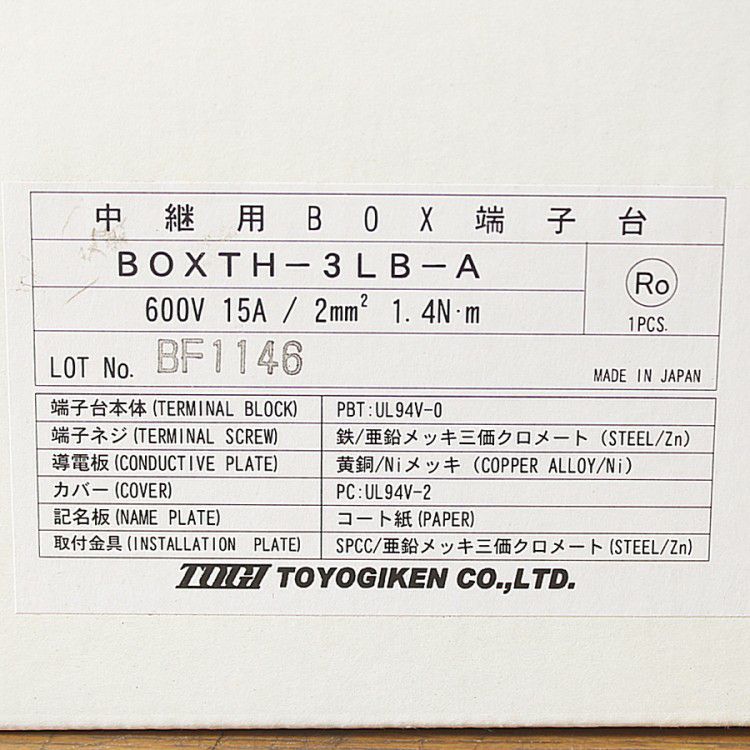 中継用BOX端子台
BOXTH-3LB-A
600V 15A / 2mm² 1.4N·m
Ro
1PCS.
LOT No. BF1146
MADE IN JAPAN
端子台本体(TERMINAL BLOCK) PBT:UL94V-0
端子ネジ(TERMINAL SCREW) 鉄/亜鉛メッキ三価クロメート (STEEL/Zn)
導電板(CONDUCTIVE PLATE) 黄銅/Niメッキ (COPPER ALLOY/Ni)
カバー(COVER) PC:UL94V-2
記名板(NAME PLATE) コート紙(PAPER)
取付金具(INSTALLATION PLATE) SPCC/亜鉛メッキ三価クロメート(STEEL/Zn)
TOGI TOYOGIKEN CO.,LTD.